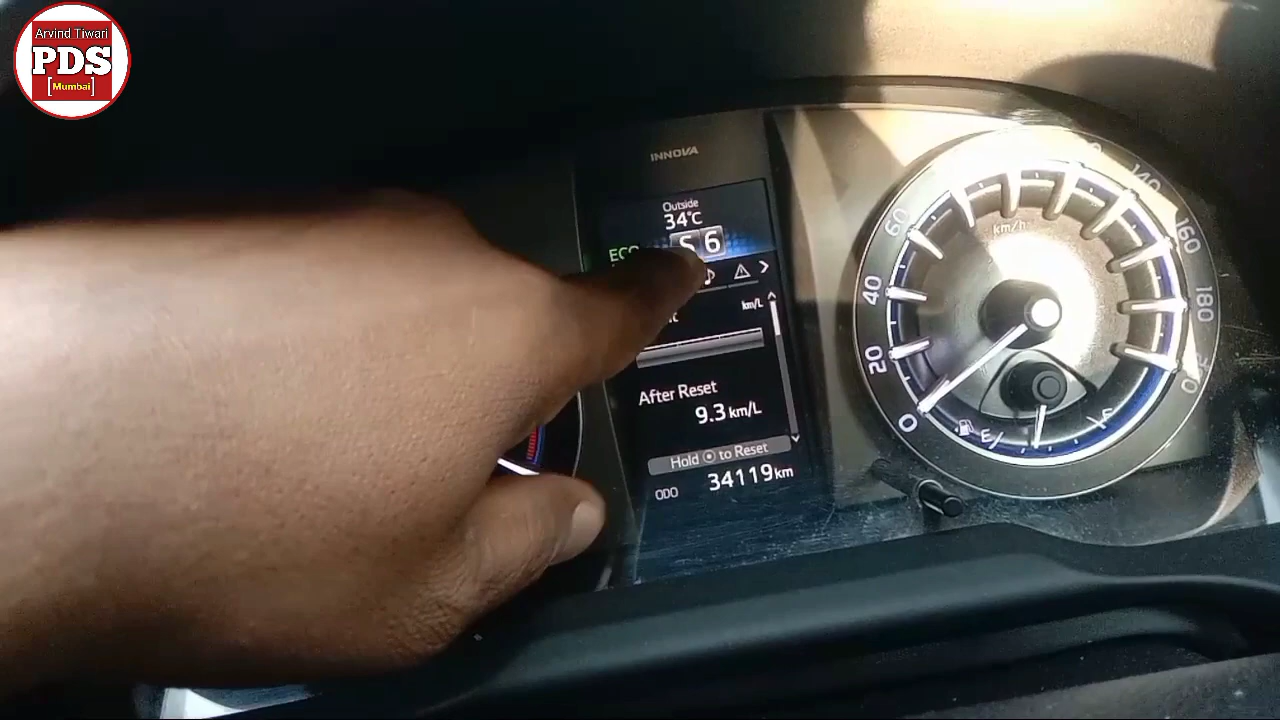 Arvind Tiwari
PDS
[Mumbai]
INNOVA
Outside
34°C
ECO
S 6
km/L
After Reset
9.3 km/L
Hold to Reset
ODO 34119 km
km/h
0
20
40
60
140
160
180
E
F